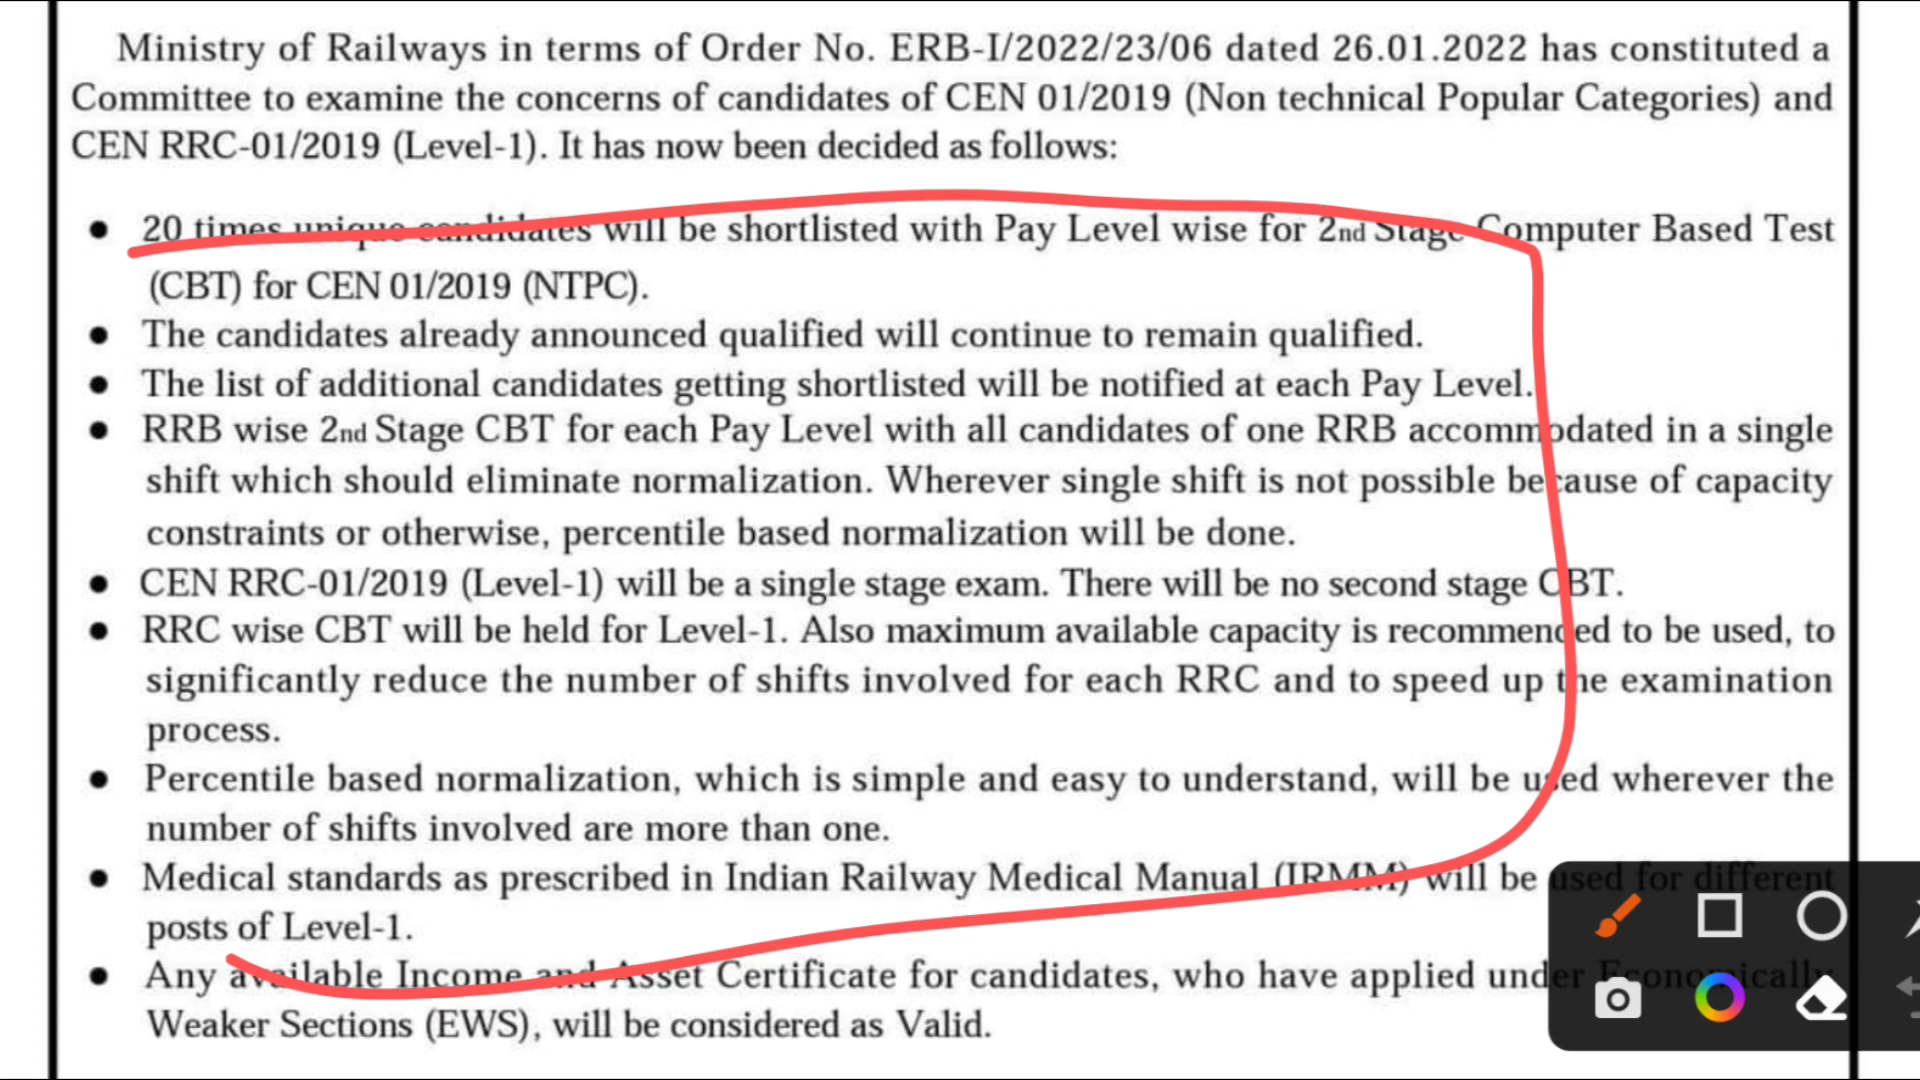 Ministry of Railways in terms of Order No. ERB-I/2022/23/06 dated 26.01.2022 has constituted a
Committee to examine the concerns of candidates of CEN 01/2019 (Non technical Popular Categories) and
CEN RRC-01/2019 (Level-1). It has now been decided as follows:
● 20 times unique candidates will be shortlisted with Pay Level wise for 2nd Stage Computer Based Test
(CBT) for CEN 01/2019 (NTPC).
● The candidates already announced qualified will continue to remain qualified.
● The list of additional candidates getting shortlisted will be notified at each Pay Level.
● RRB wise 2nd Stage CBT for each Pay Level with all candidates of one RRB accommodated in a single
shift which should eliminate normalization. Wherever single shift is not possible because of capacity
constraints or otherwise, percentile based normalization will be done.
● CEN RRC-01/2019 (Level-1) will be a single stage exam. There will be no second stage CBT.
● RRC wise CBT will be held for Level-1. Also maximum available capacity is recommended to be used, to
significantly reduce the number of shifts involved for each RRC and to speed up the examination
process.
● Percentile based normalization, which is simple and easy to understand, will be used wherever the
number of shifts involved are more than one.
● Medical standards as prescribed in Indian Railway Medical Manual (IRMM) will be used for different
posts of Level-1.
● Any available Income and Asset Certificate for candidates, who have applied under Economically
Weaker Sections (EWS), will be considered as Valid.